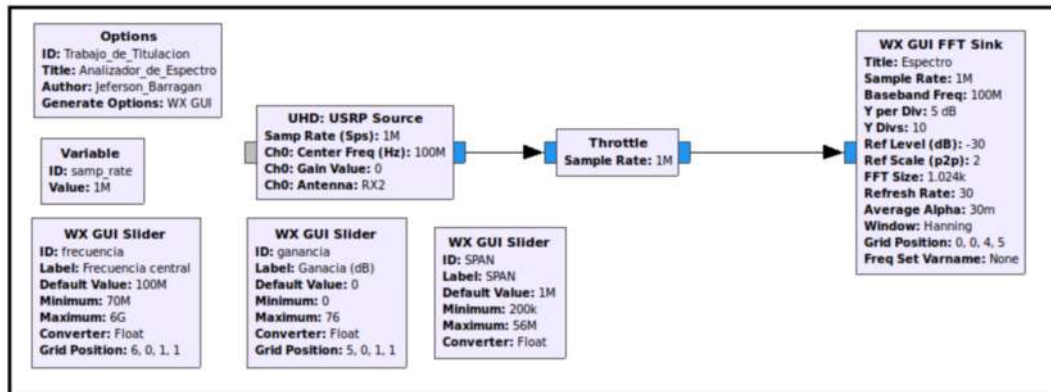 Options
ID: Trabajo_de_Titulacion
Title: Analizador_de_Espectro
Author: Jeferson_Barragan
Generate Options: WX GUI
Variable
ID: samp_rate
Value: 1M
UHD: USRP Source
Samp Rate (Sps): 1M
Ch0: Center Freq (Hz): 100M
Ch0: Gain Value: 0
Ch0: Antenna: RX2
Throttle
Sample Rate: 1M
WX GUI FFT Sink
Title: Espectro
Sample Rate: 1M
Baseband Freq: 100M
Y per Div: 5 dB
Y Divs: 10
Ref Level (dB): -30
Ref Scale (p2p): 2
FFT Size: 1.024k
Refresh Rate: 30
Average Alpha: 30m
Window: Hanning
Grid Position: 0, 0, 4, 5
Freq Set Varname: None
WX GUI Slider
ID: frecuencia
Label: Frecuencia central
Default Value: 100M
Minimum: 70M
Maximum: 6G
Converter: Float
Grid Position: 6, 0, 1, 1
WX GUI Slider
ID: ganancia
Label: Ganacia (dB)
Default Value: 0
Minimum: 0
Maximum: 76
Converter: Float
Grid Position: 5, 0, 1, 1
WX GUI Slider
ID: SPAN
Label: SPAN
Default Value: 1M
Minimum: 200k
Maximum: 56M
Converter: Float